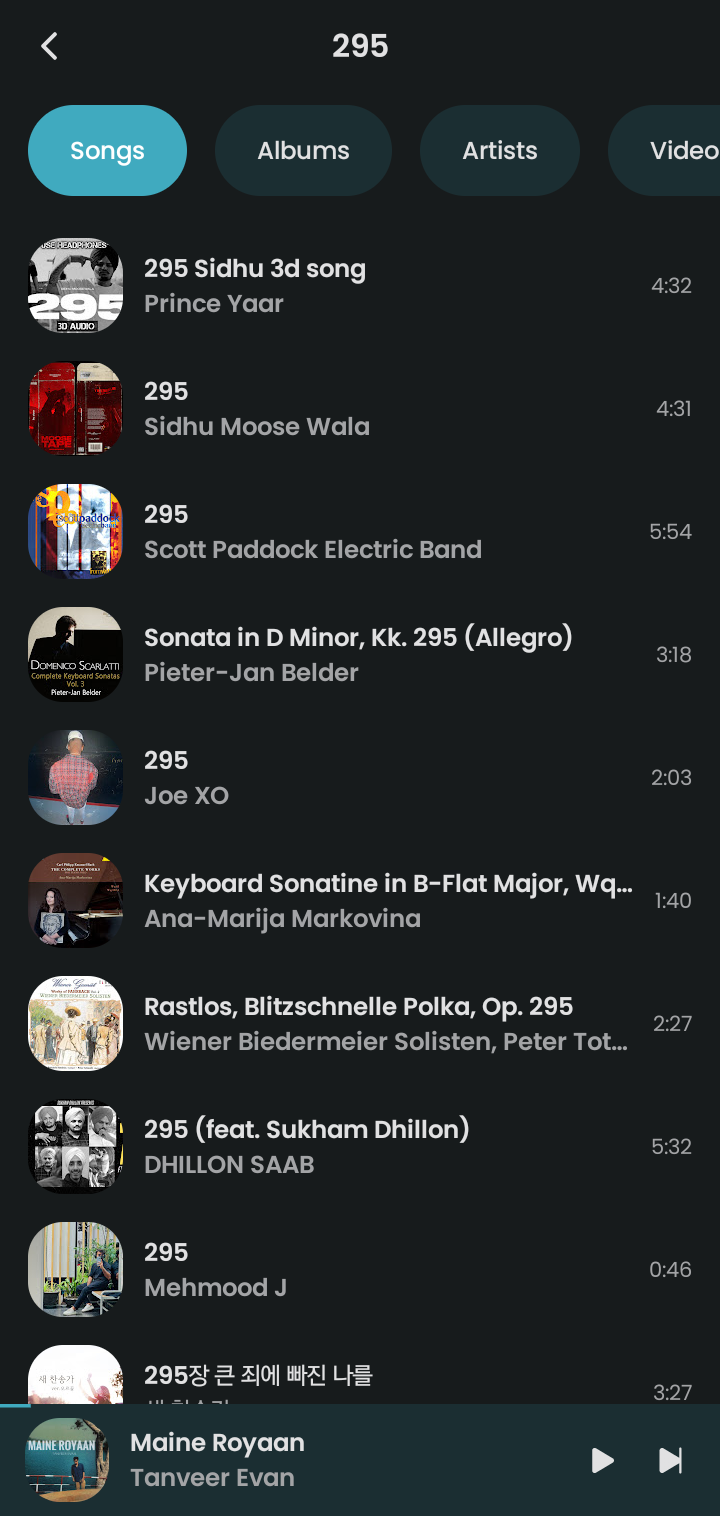 295
Songs
Albums
Artists
Video
USE HEADPHONES
295
3D AUDIO
295 Sidhu 3d song
Prince Yaar
4:32
MOOSE
TAPE
295
Sidhu Moose Wala
4:31
scottpaddock
295
Scott Paddock Electric Band
5:54
DOMENICO SCARLATTI
Complete Keyboard Sonatas
Vol. 3
Pieter-Jan Belder
Sonata in D Minor, Kk. 295 (Allegro)
Pieter-Jan Belder
3:18
295
Joe XO
2:03
THE COMPLETE WORKS
Keyboard Sonatine in B-Flat Major, Wq...
Ana-Marija Markovina
1:40
WIENER BIEDERMEIER SOLISTEN
Rastlos, Blitzschnelle Polka, Op. 295
Wiener Biedermeier Solisten, Peter Tot...
2:27
295 (feat. Sukham Dhillon)
DHILLON SAAB
5:32
295
Mehmood J
0:46
새 찬송가
295장 큰 죄에 빠진 나를
3:27
MAINE ROYAAN
Maine Royaan
Tanveer Evan